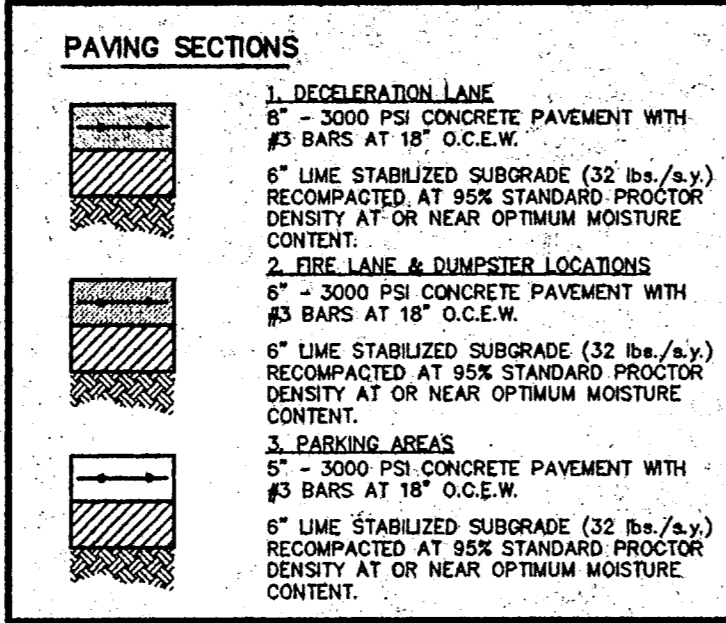 PAVING SECTIONS
1. DECELERATION LANE
8" - 3000 PSI CONCRETE PAVEMENT WITH
#3 BARS AT 18" O.C.E.W.
6" LIME STABILIZED SUBGRADE (32 lbs./s.y.)
RECOMPACTED AT 95% STANDARD PROCTOR
DENSITY AT OR NEAR OPTIMUM MOISTURE
CONTENT.
2. FIRE LANE & DUMPSTER LOCATIONS
6" - 3000 PSI CONCRETE PAVEMENT WITH
#3 BARS AT 18" O.C.E.W.
6" LIME STABILIZED SUBGRADE (32 lbs./s.y.)
RECOMPACTED AT 95% STANDARD PROCTOR
DENSITY AT OR NEAR OPTIMUM MOISTURE
CONTENT.
3. PARKING AREAS
5" - 3000 PSI CONCRETE PAVEMENT WITH
#3 BARS AT 18" O.C.E.W.
6" LIME STABILIZED SUBGRADE (32 lbs./s.y.)
RECOMPACTED AT 95% STANDARD PROCTOR
DENSITY AT OR NEAR OPTIMUM MOISTURE
CONTENT.